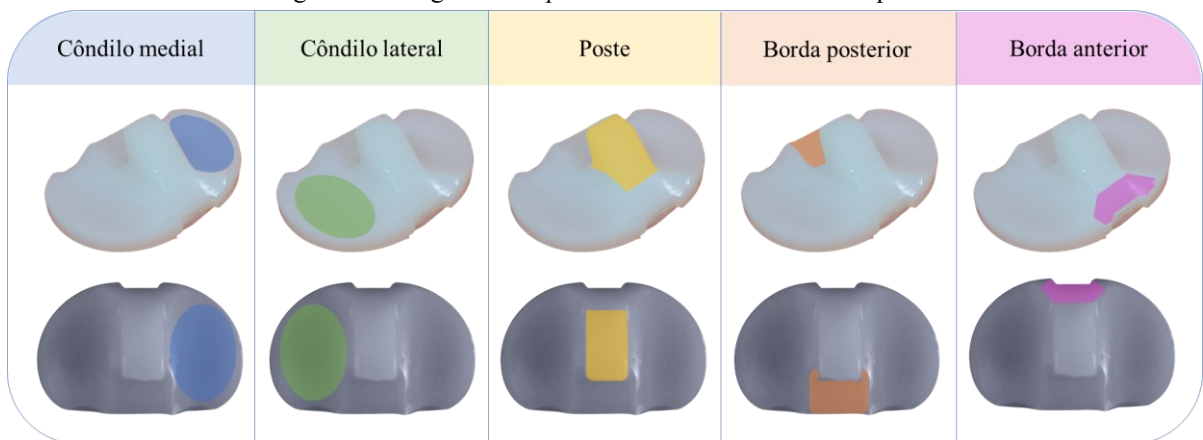 Côndilo medial
Côndilo lateral
Poste
Borda posterior
Borda anterior